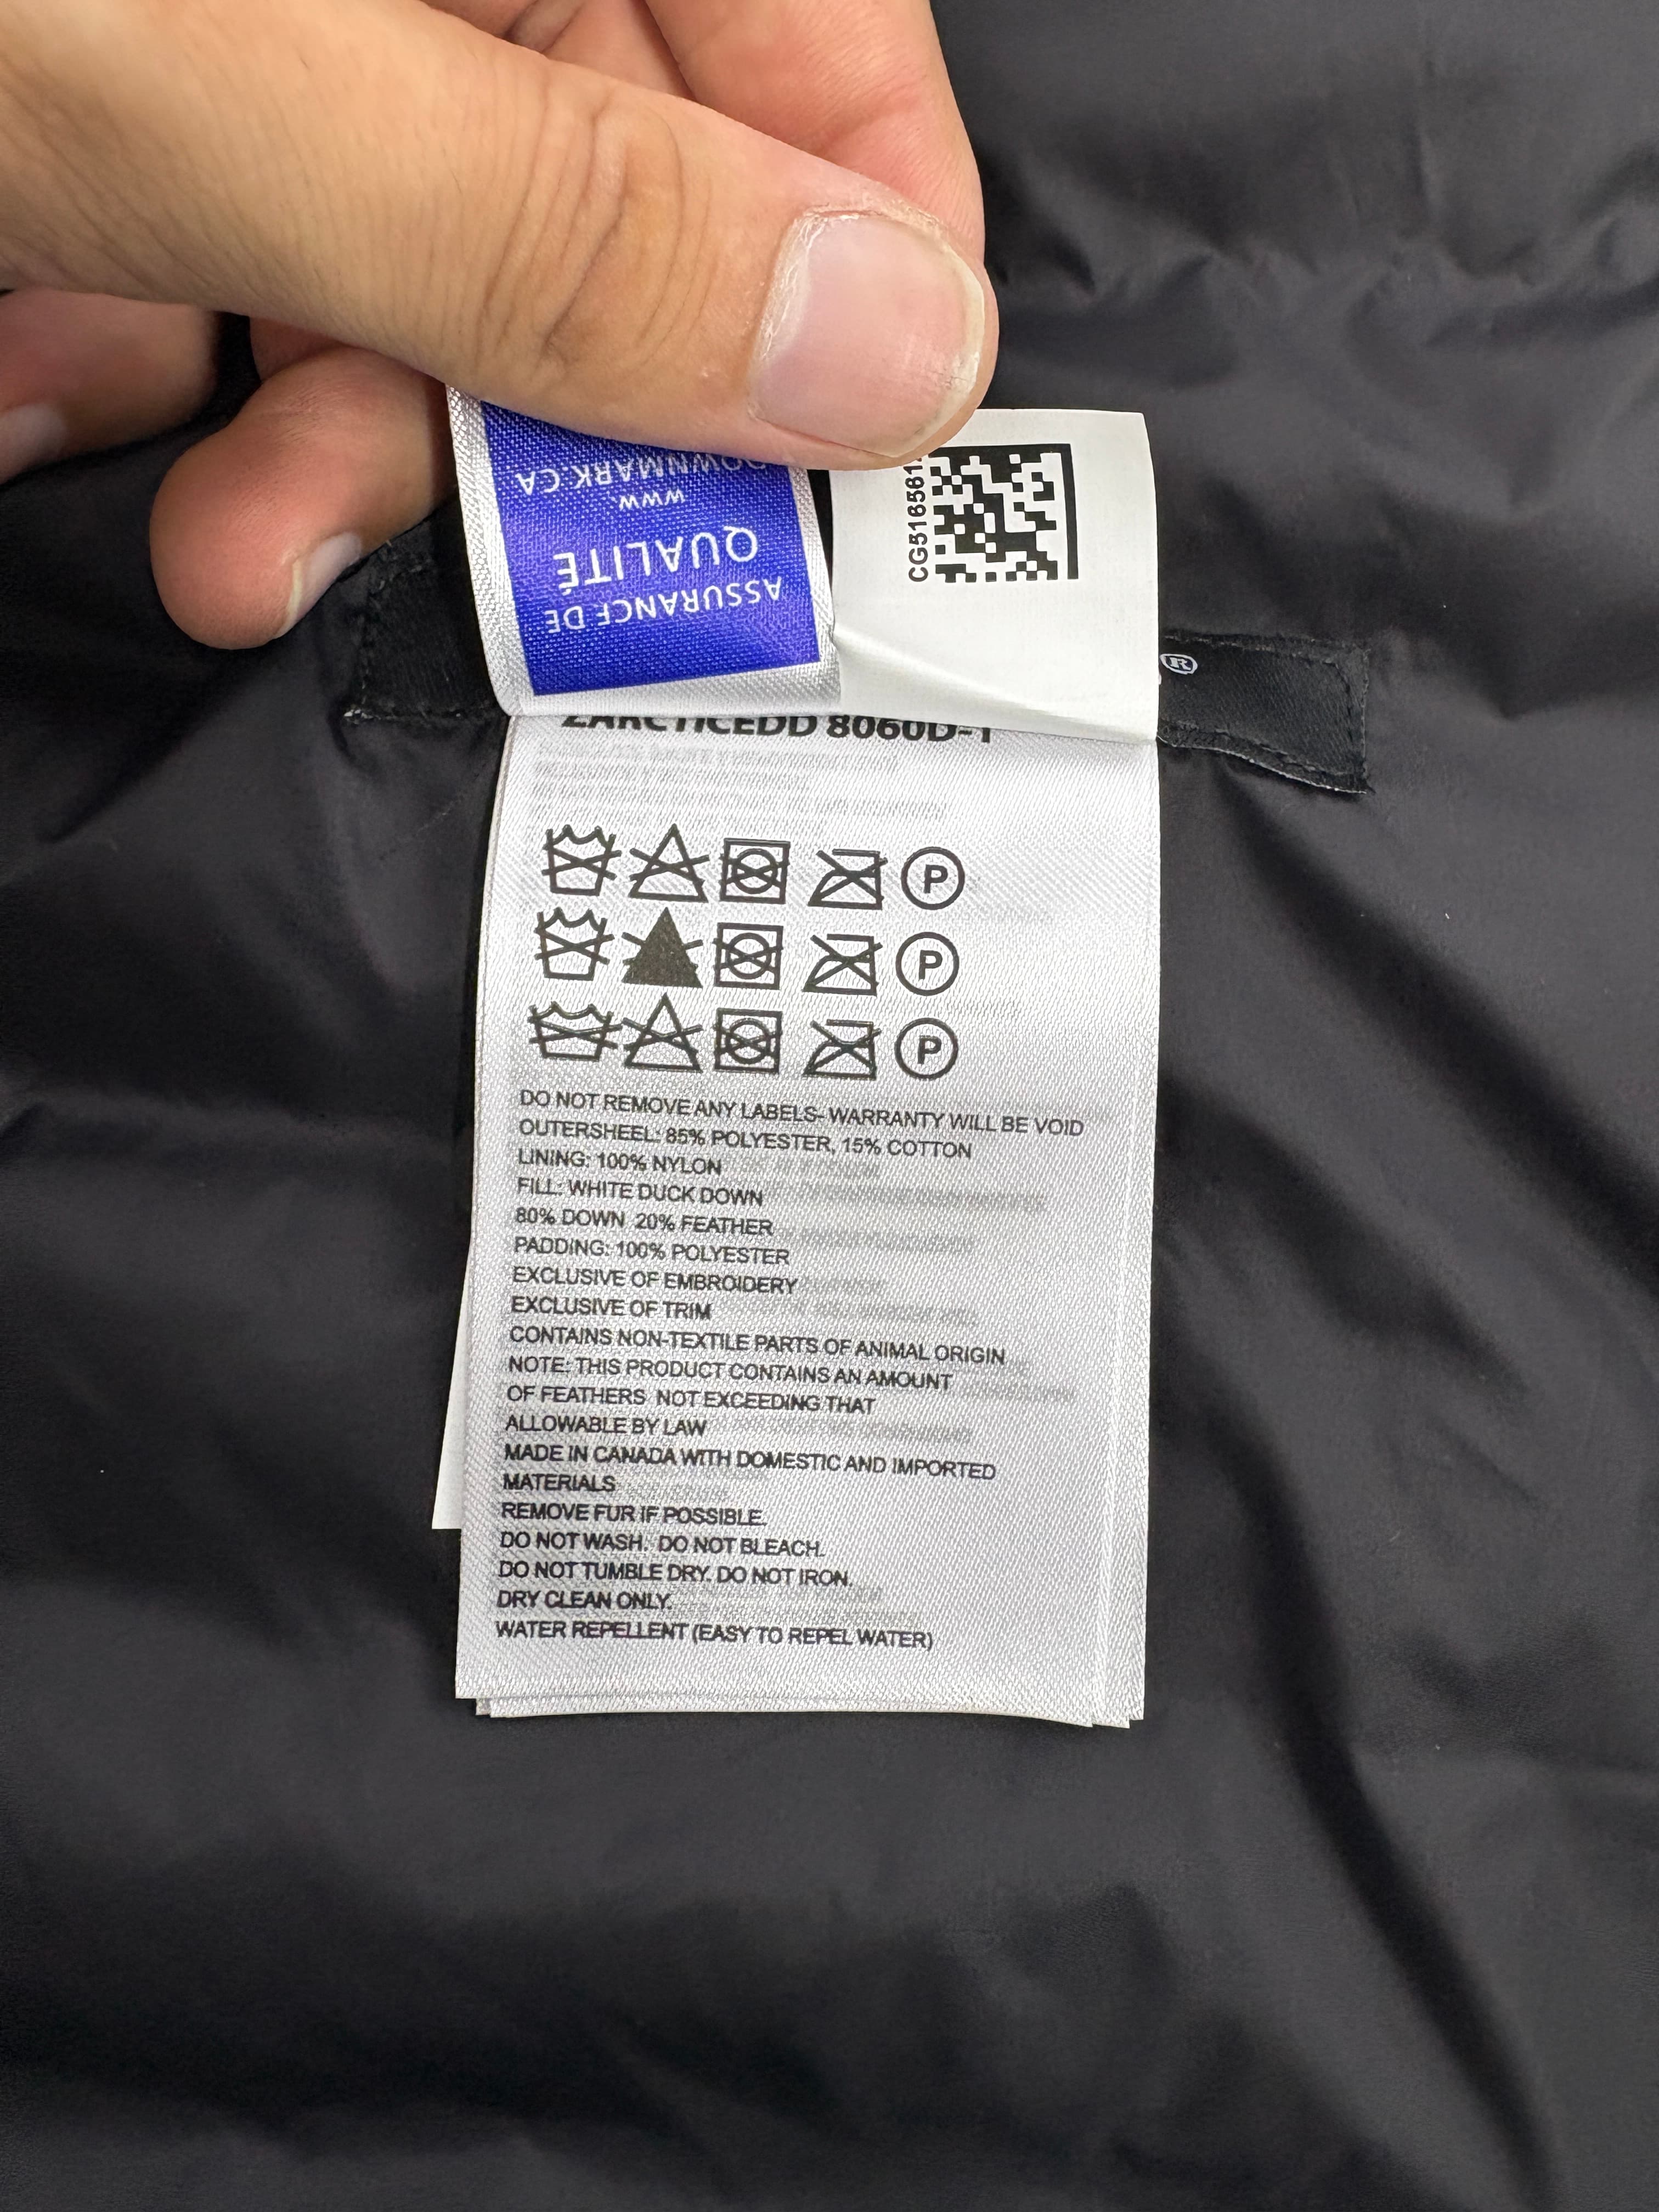 ASSURANCE DE
QUALITÉ
WWW
CG516561
®
8060D-1
P
P
P
DO NOT REMOVE ANY LABELS- WARRANTY WILL BE VOID
OUTERSHEEL: 85% POLYESTER, 15% COTTON
LINING: 100% NYLON
FILL: WHITE DUCK DOWN
80% DOWN 20% FEATHER
PADDING: 100% POLYESTER
EXCLUSIVE OF EMBROIDERY
EXCLUSIVE OF TRIM
CONTAINS NON-TEXTILE PARTS OF ANIMAL ORIGIN
NOTE: THIS PRODUCT CONTAINS AN AMOUNT
OF FEATHERS NOT EXCEEDING THAT
ALLOWABLE BY LAW
MADE IN CANADA WITH DOMESTIC AND IMPORTED
MATERIALS
REMOVE FUR IF POSSIBLE.
DO NOT WASH. DO NOT BLEACH.
DO NOT TUMBLE DRY. DO NOT IRON.
DRY CLEAN ONLY.
WATER REPELLENT (EASY TO REPEL WATER)